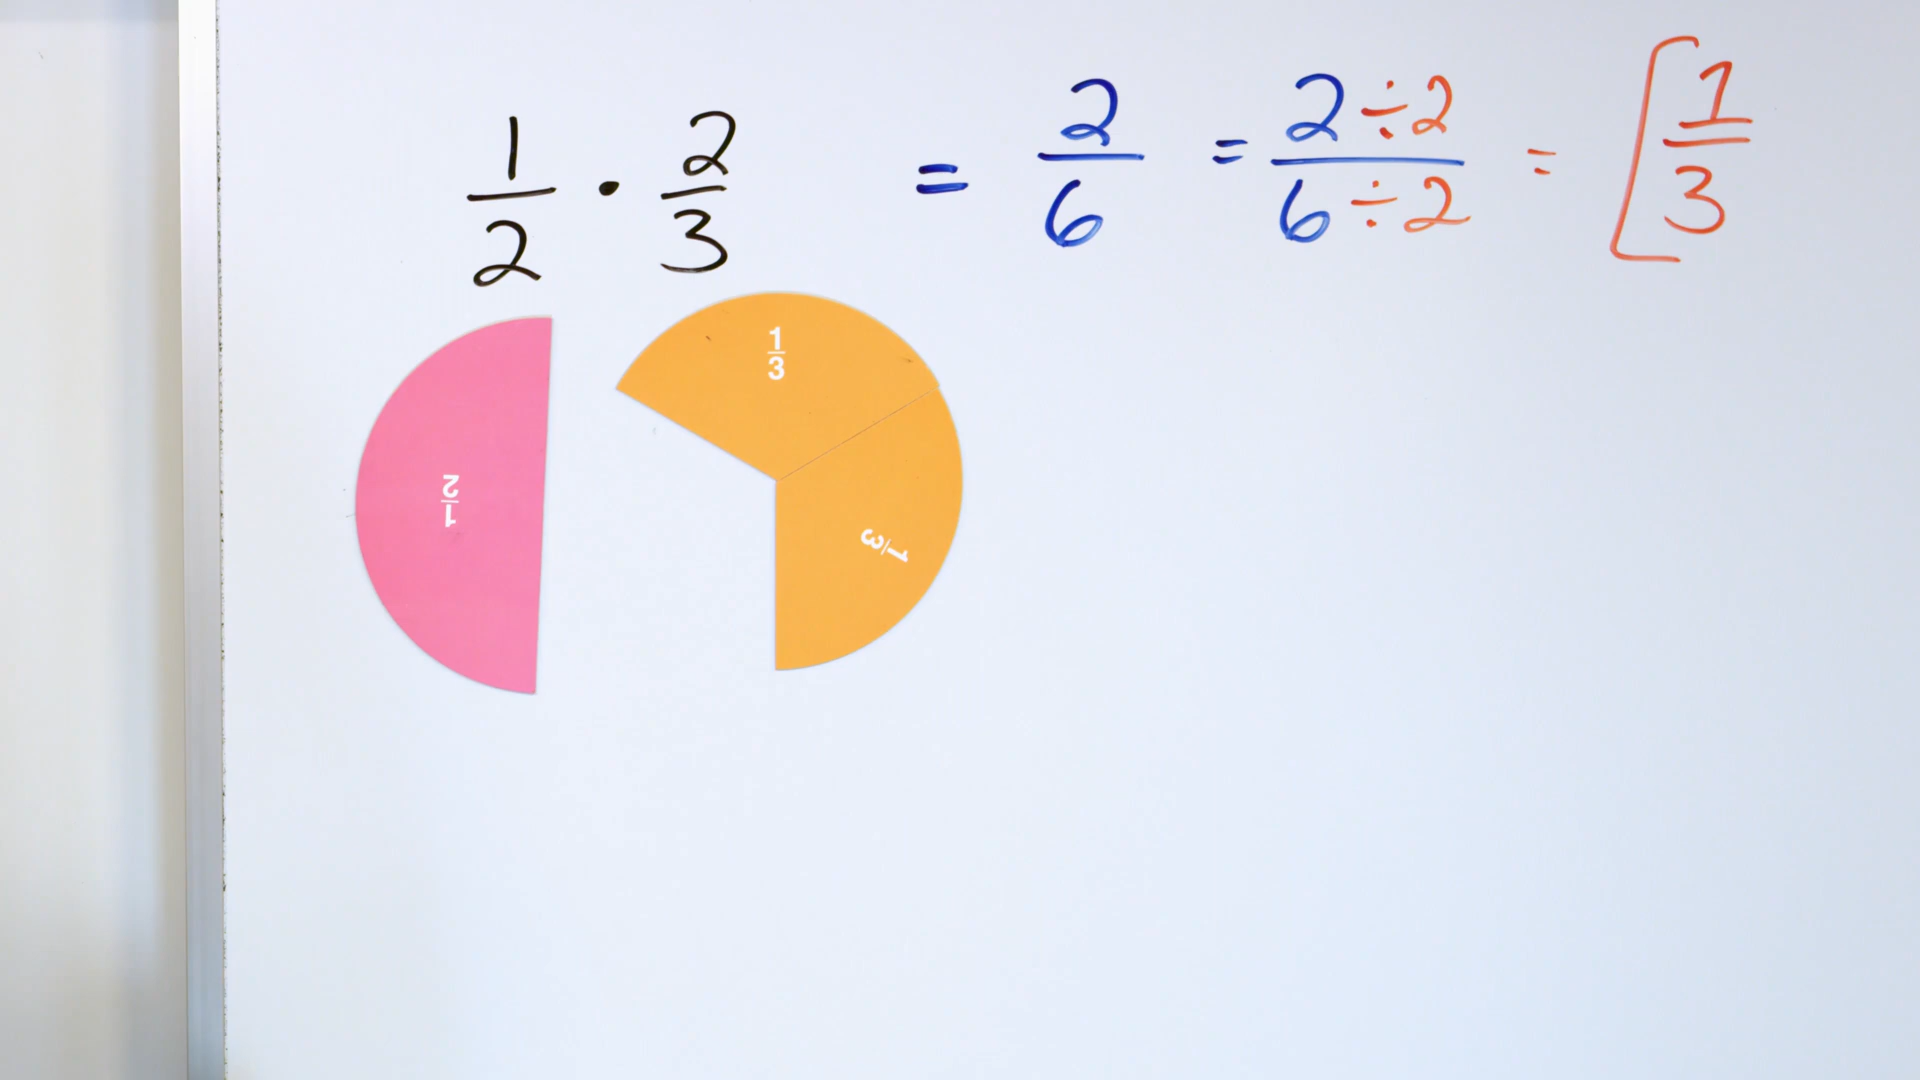 1/2 · 2/3 = 2/6 = 2÷2/6÷2 = [1/3
1/2
1/3
1/3